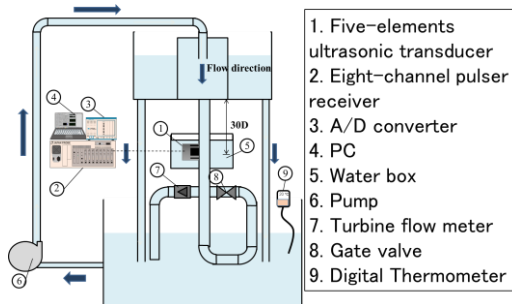 Flow direction
30D
4
3
1
5
2
7
8
9
6
1. Five-elements
ultrasonic transducer
2. Eight-channel pulser
receiver
3. A/D converter
4. PC
5. Water box
6. Pump
7. Turbine flow meter
8. Gate valve
9. Digital Thermometer